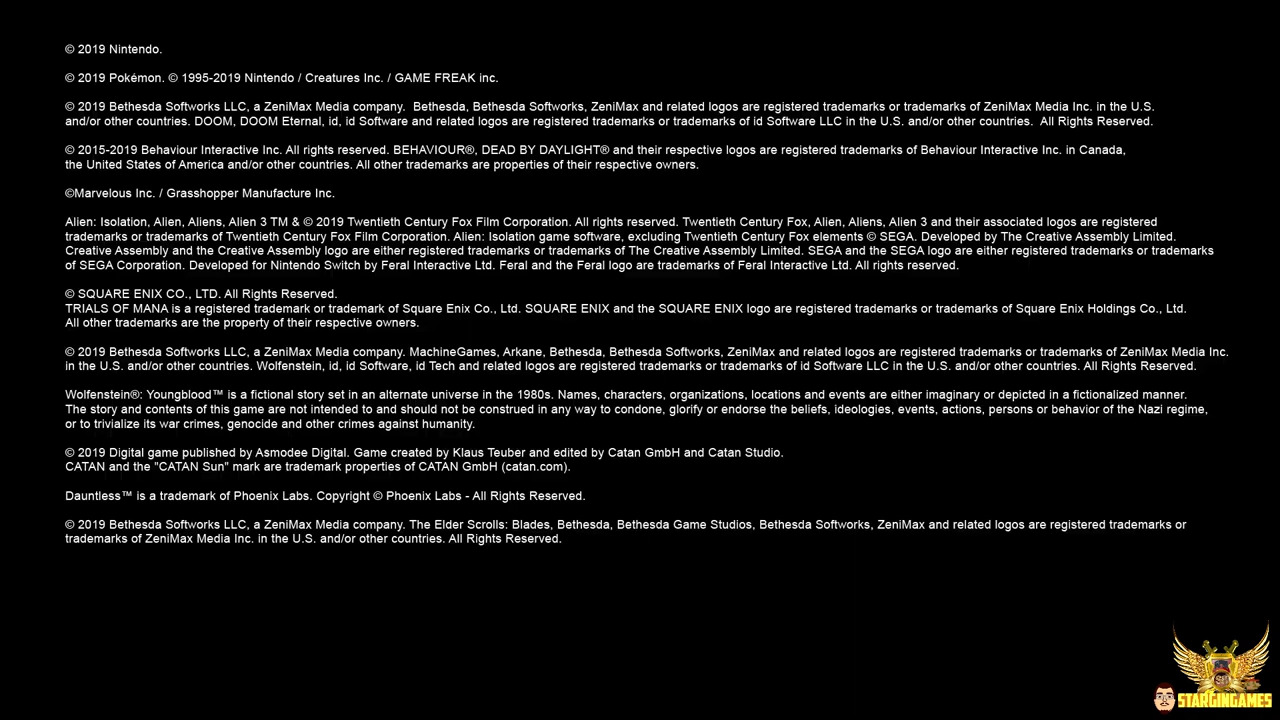 © 2019 Nintendo.
© 2019 Pokémon. © 1995-2019 Nintendo / Creatures Inc. / GAME FREAK inc.
© 2019 Bethesda Softworks LLC, a ZeniMax Media company.  Bethesda, Bethesda Softworks, ZeniMax and related logos are registered trademarks or trademarks of ZeniMax Media Inc. in the U.S.
and/or other countries. DOOM, DOOM Eternal, id, id Software and related logos are registered trademarks or trademarks of id Software LLC in the U.S. and/or other countries.  All Rights Reserved.
© 2015-2019 Behaviour Interactive Inc. All rights reserved. BEHAVIOUR®, DEAD BY DAYLIGHT® and their respective logos are registered trademarks of Behaviour Interactive Inc. in Canada,
the United States of America and/or other countries. All other trademarks are properties of their respective owners.
©Marvelous Inc. / Grasshopper Manufacture Inc.
Alien: Isolation, Alien, Aliens, Alien 3 TM & © 2019 Twentieth Century Fox Film Corporation. All rights reserved. Twentieth Century Fox, Alien, Aliens, Alien 3 and their associated logos are registered
trademarks or trademarks of Twentieth Century Fox Film Corporation. Alien: Isolation game software, excluding Twentieth Century Fox elements © SEGA. Developed by The Creative Assembly Limited.
Creative Assembly and the Creative Assembly logo are either registered trademarks or trademarks of The Creative Assembly Limited. SEGA and the SEGA logo are either registered trademarks or trademarks
of SEGA Corporation. Developed for Nintendo Switch by Feral Interactive Ltd. Feral and the Feral logo are trademarks of Feral Interactive Ltd. All rights reserved.
© SQUARE ENIX CO., LTD. All Rights Reserved.
TRIALS OF MANA is a registered trademark or trademark of Square Enix Co., Ltd. SQUARE ENIX and the SQUARE ENIX logo are registered trademarks or trademarks of Square Enix Holdings Co., Ltd.
All other trademarks are the property of their respective owners.
© 2019 Bethesda Softworks LLC, a ZeniMax Media company. MachineGames, Arkane, Bethesda, Bethesda Softworks, ZeniMax and related logos are registered trademarks or trademarks of ZeniMax Media Inc.
in the U.S. and/or other countries. Wolfenstein, id, id Software, id Tech and related logos are registered trademarks or trademarks of id Software LLC in the U.S. and/or other countries. All Rights Reserved.
Wolfenstein®: Youngblood™ is a fictional story set in an alternate universe in the 1980s. Names, characters, organizations, locations and events are either imaginary or depicted in a fictionalized manner.
The story and contents of this game are not intended to and should not be construed in any way to condone, glorify or endorse the beliefs, ideologies, events, actions, persons or behavior of the Nazi regime,
or to trivialize its war crimes, genocide and other crimes against humanity.
© 2019 Digital game published by Asmodee Digital. Game created by Klaus Teuber and edited by Catan GmbH and Catan Studio.
CATAN and the "CATAN Sun" mark are trademark properties of CATAN GmbH (catan.com).
Dauntless™ is a trademark of Phoenix Labs. Copyright © Phoenix Labs - All Rights Reserved.
© 2019 Bethesda Softworks LLC, a ZeniMax Media company. The Elder Scrolls: Blades, Bethesda, Bethesda Game Studios, Bethesda Softworks, ZeniMax and related logos are registered trademarks or
trademarks of ZeniMax Media Inc. in the U.S. and/or other countries. All Rights Reserved.
STARGINGAMES